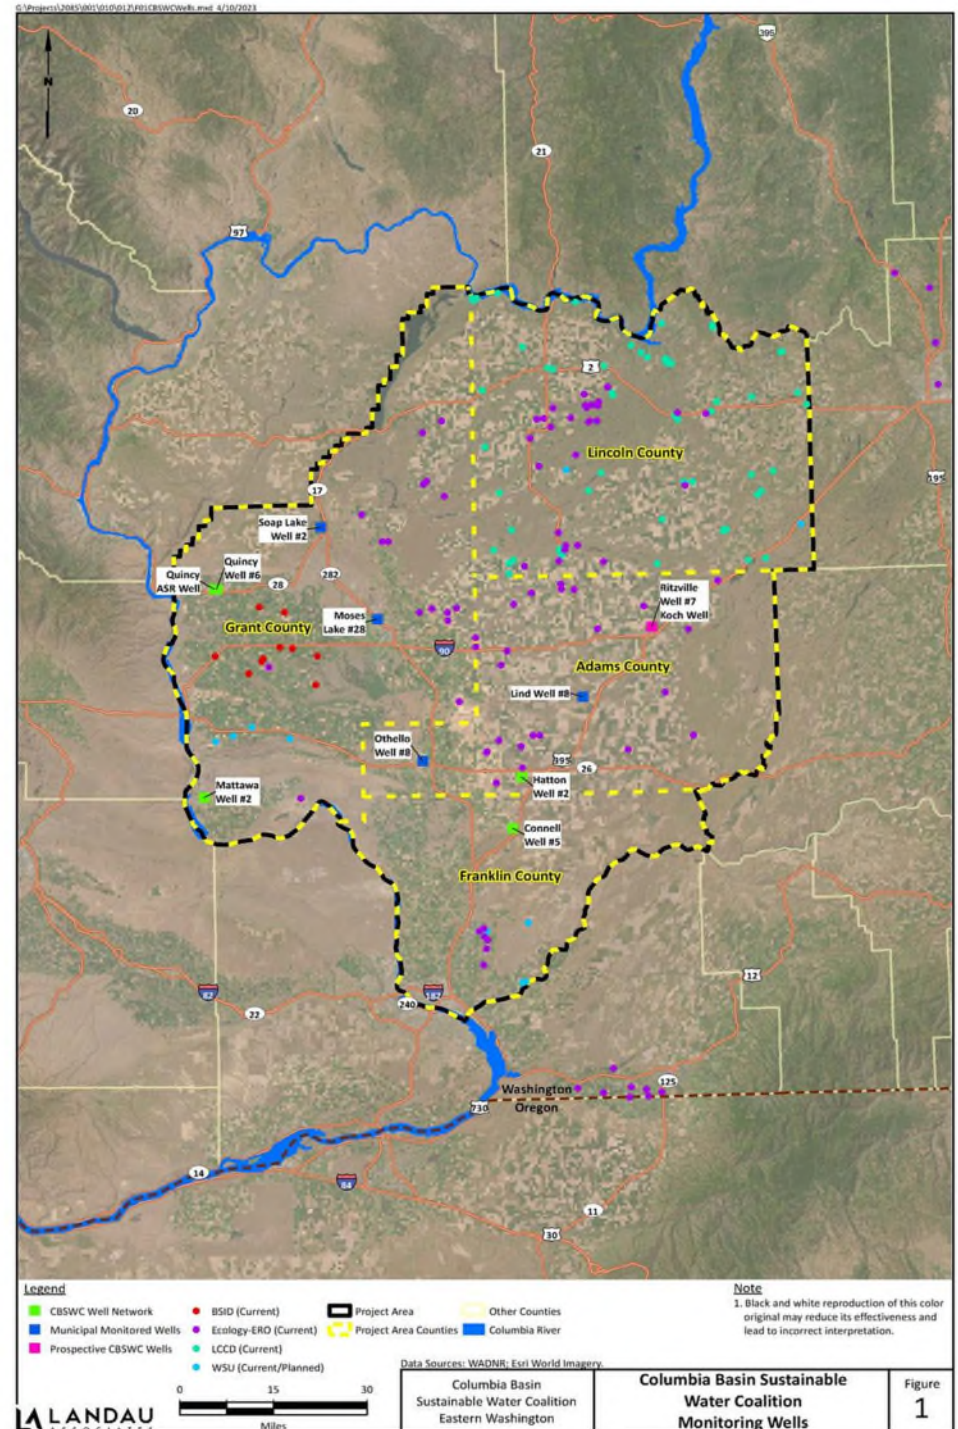 G:\Projects\2085\001\010\012\F01CBSWCWells.mxd 4/10/2023
N
395
20
21
97
2
Lincoln County
195
17
Soap Lake
Well #2
Quincy
Well #6
Quincy
ASR Well
28
282
Ritzville
Well #7
Koch Well
Moses
Lake #28
Grant County
90
Adams County
Lind Well #8
Othello
Well #8
395
26
Hatton
Well #2
Mattawa
Well #2
Connell
Well #5
Franklin County
12
82
182
240
22
125
Washington
Oregon
730
14
84
11
30
Legend
CBSWC Well Network
Municipal Monitored Wells
Prospective CBSWC Wells
BSID (Current)
Ecology-ERO (Current)
LCCD (Current)
WSU (Current/Planned)
Project Area
Project Area Counties
Other Counties
Columbia River
Note
1. Black and white reproduction of this color
original may reduce its effectiveness and
lead to incorrect interpretation.
Data Sources: WADNR; Esri World Imagery.
0 15 30
Miles
LANDAU
ASSOCIATES
Columbia Basin
Sustainable Water Coalition
Eastern Washington
Columbia Basin Sustainable
Water Coalition
Monitoring Wells
Figure
1